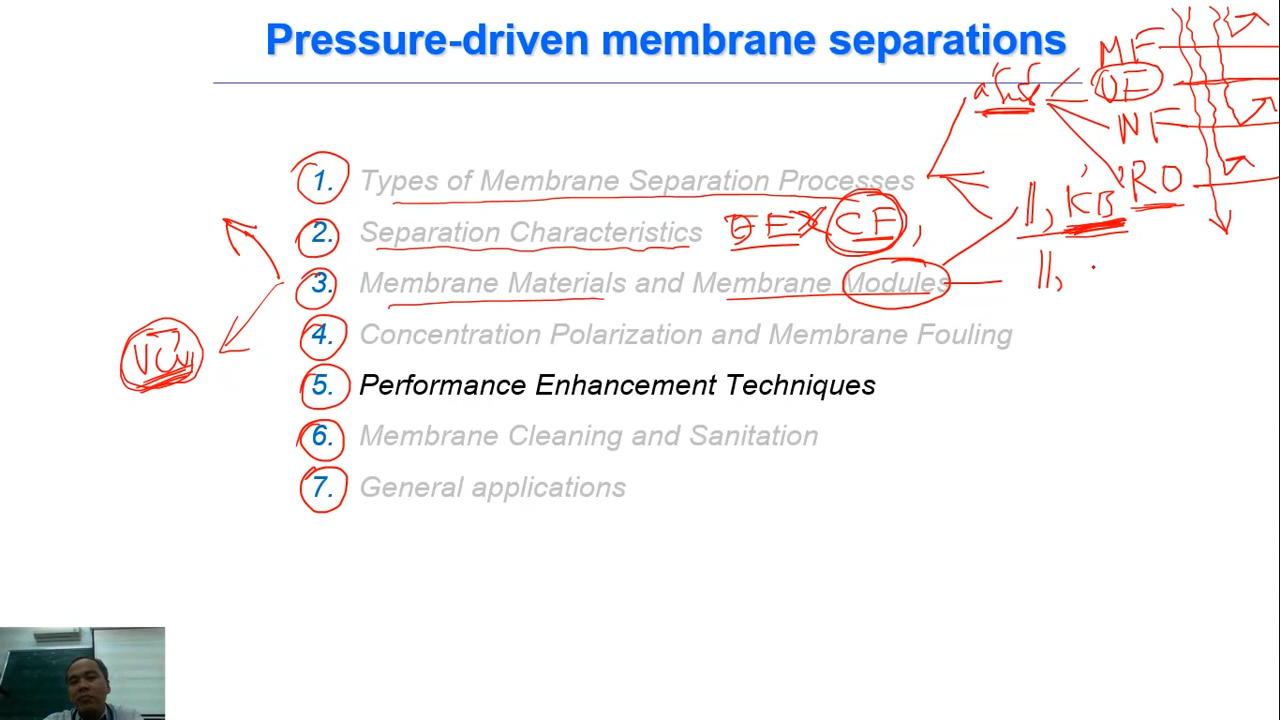 Pressure-driven membrane separations
MF
UF
NF
RO
1. Types of Membrane Separation Processes
||, KB
2. Separation Characteristics
CF,
3. Membrane Materials and Membrane Modules
||,
4. Concentration Polarization and Membrane Fouling
5. Performance Enhancement Techniques
6. Membrane Cleaning and Sanitation
7. General applications